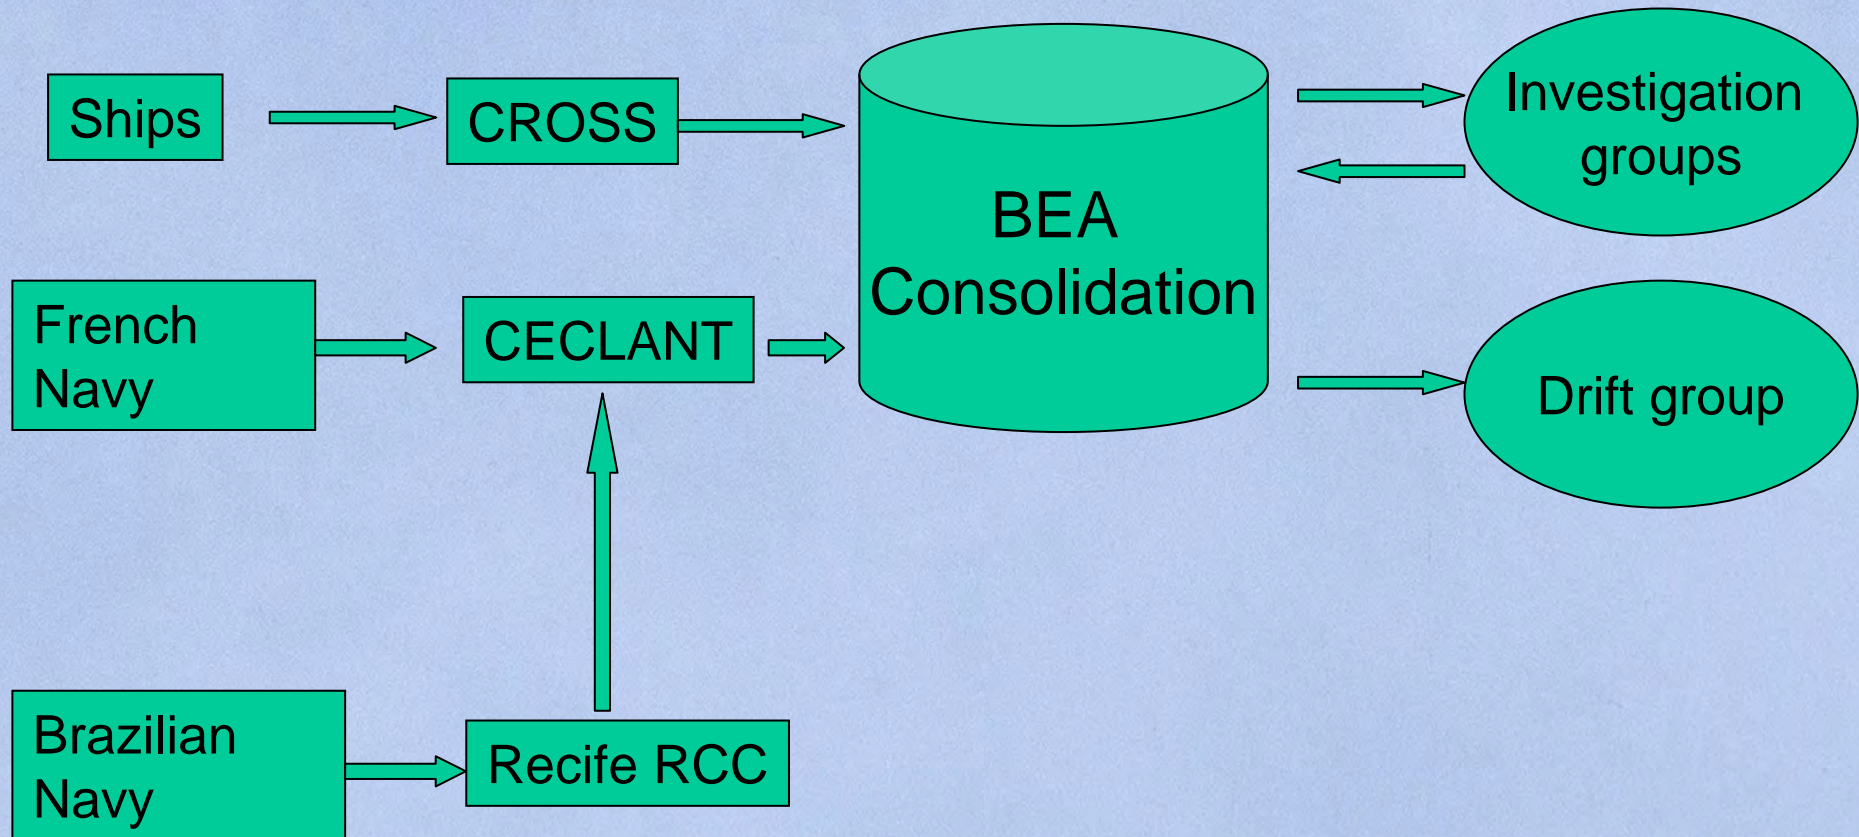 Ships
CROSS
BEA
Consolidation
Investigation
groups
French
Navy
CECLANT
Drift group
Brazilian
Navy
Recife RCC